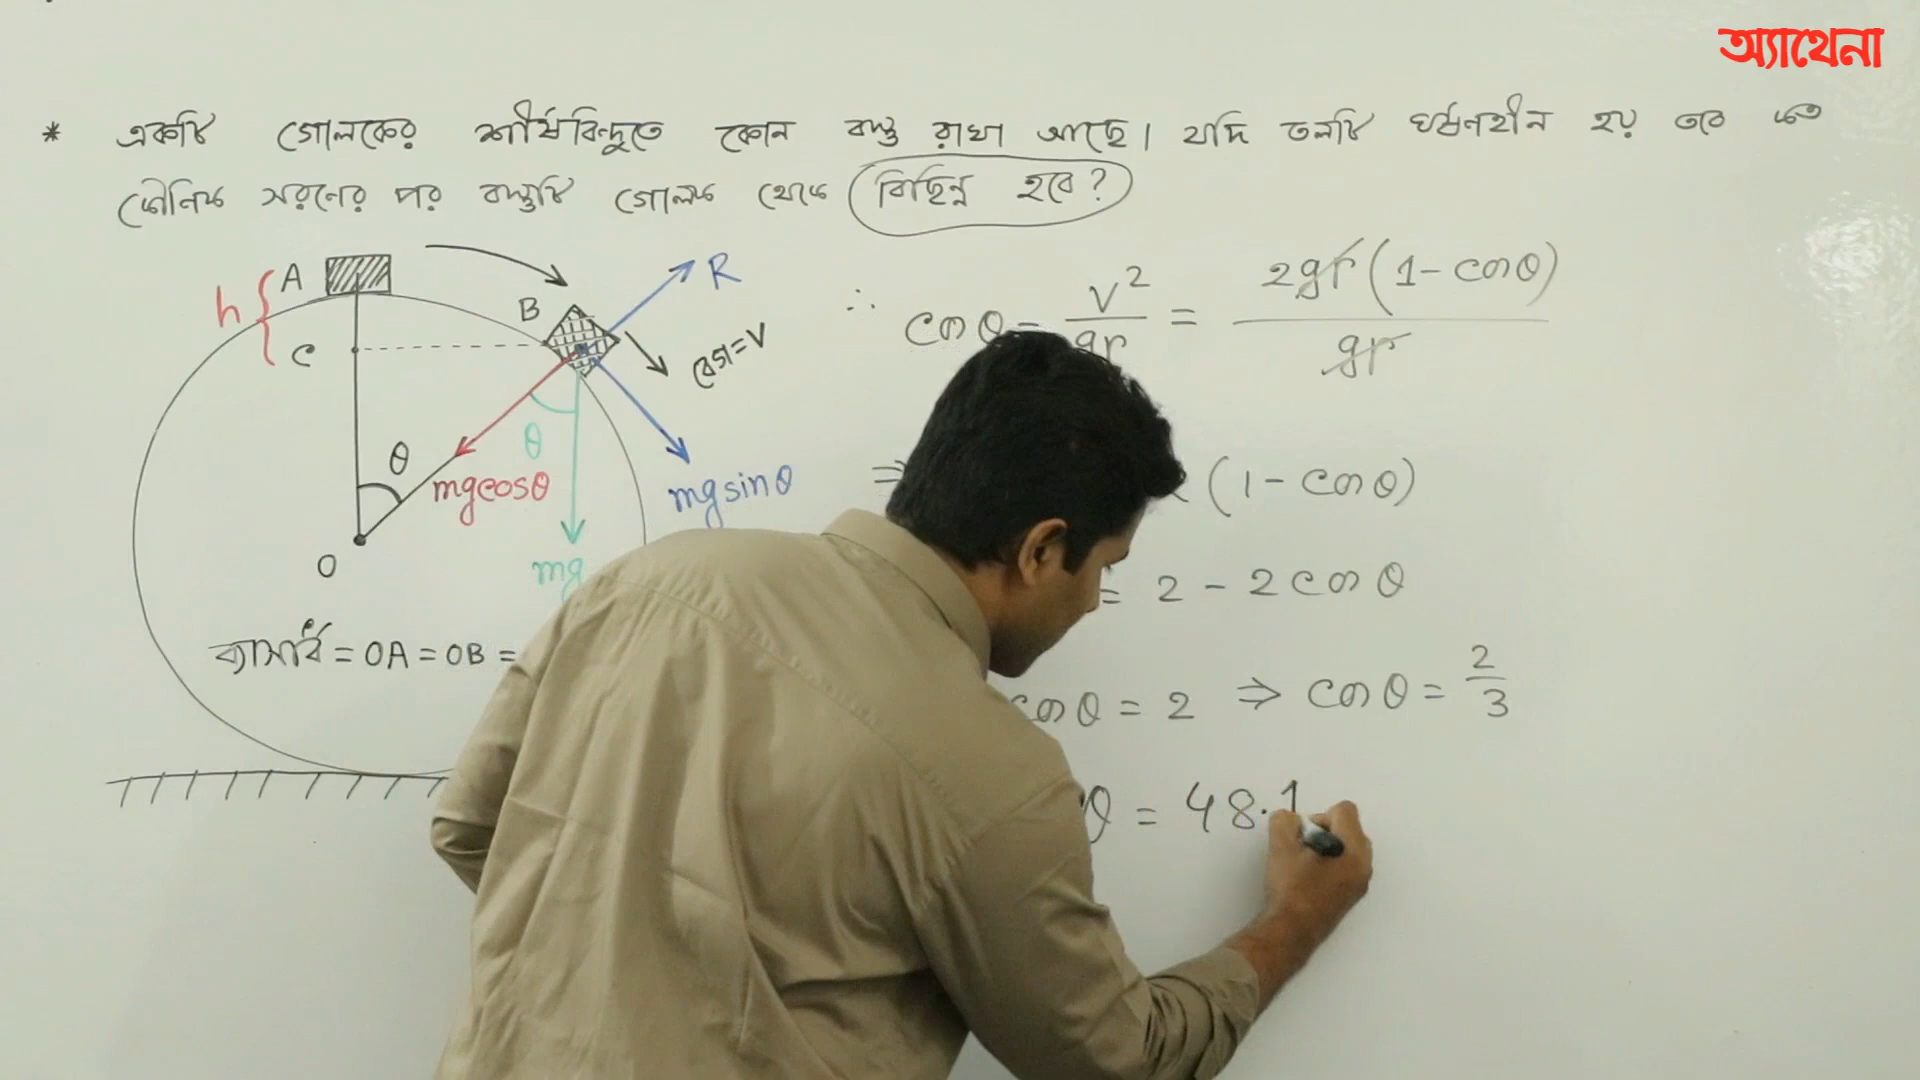 অ্যাথেনা
* একটি গোলকের শীর্ষবিন্দুতে কোন বস্তু রাখা আছে। যদি তলটি ঘর্ষনহীন হয় তবে কত
কৌনিক সরনের পর বস্তুটি গোলক থেকে বিছিন্ন হবে?
A
h
C
B
R
বেগ = v
θ
θ
mgcosθ
mgsinθ
mg
O
ব্যাসার্ধ = OA = OB =
∴ cosθ = v²/gr = 2gr(1 - cosθ)/gr
⇒ (1 - cosθ)
= 2 - 2cosθ
cosθ = 2 ⇒ cosθ = 2/3
θ = 48.1